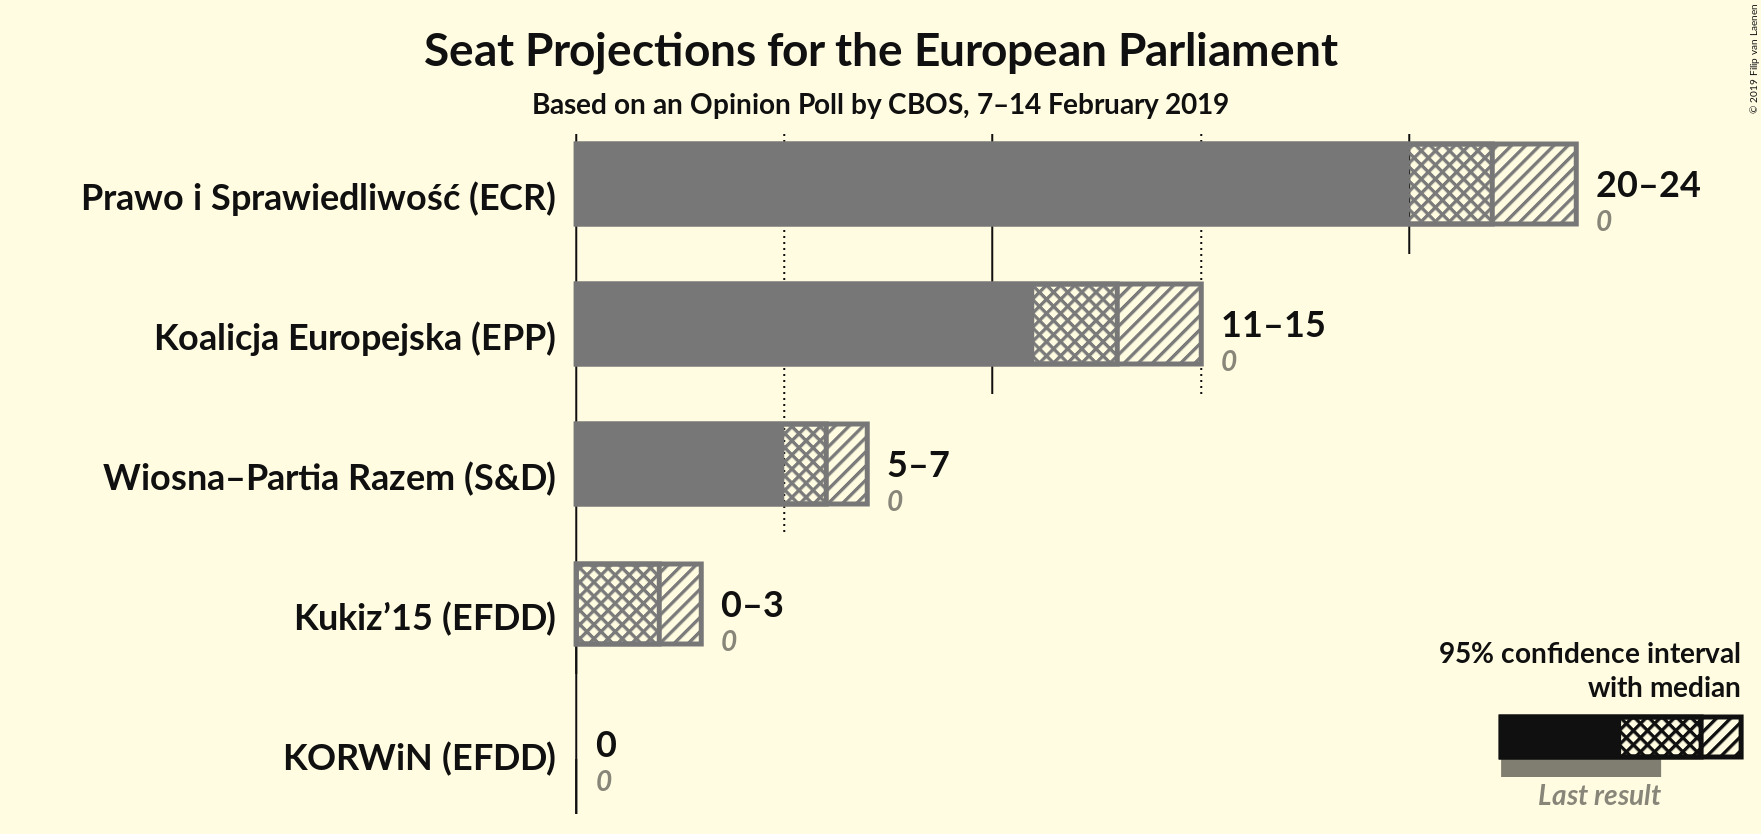 Seat Projections for the European Parliament
Based on an Opinion Poll by CBOS, 7–14 February 2019
© 2019 Filip van Laenen
Prawo i Sprawiedliwość (ECR)
20–24
0
Koalicja Europejska (EPP)
11–15
0
Wiosna–Partia Razem (S&D)
5–7
0
Kukiz’15 (EFDD)
0–3
0
KORWiN (EFDD)
0
0
95% confidence interval
with median
Last result